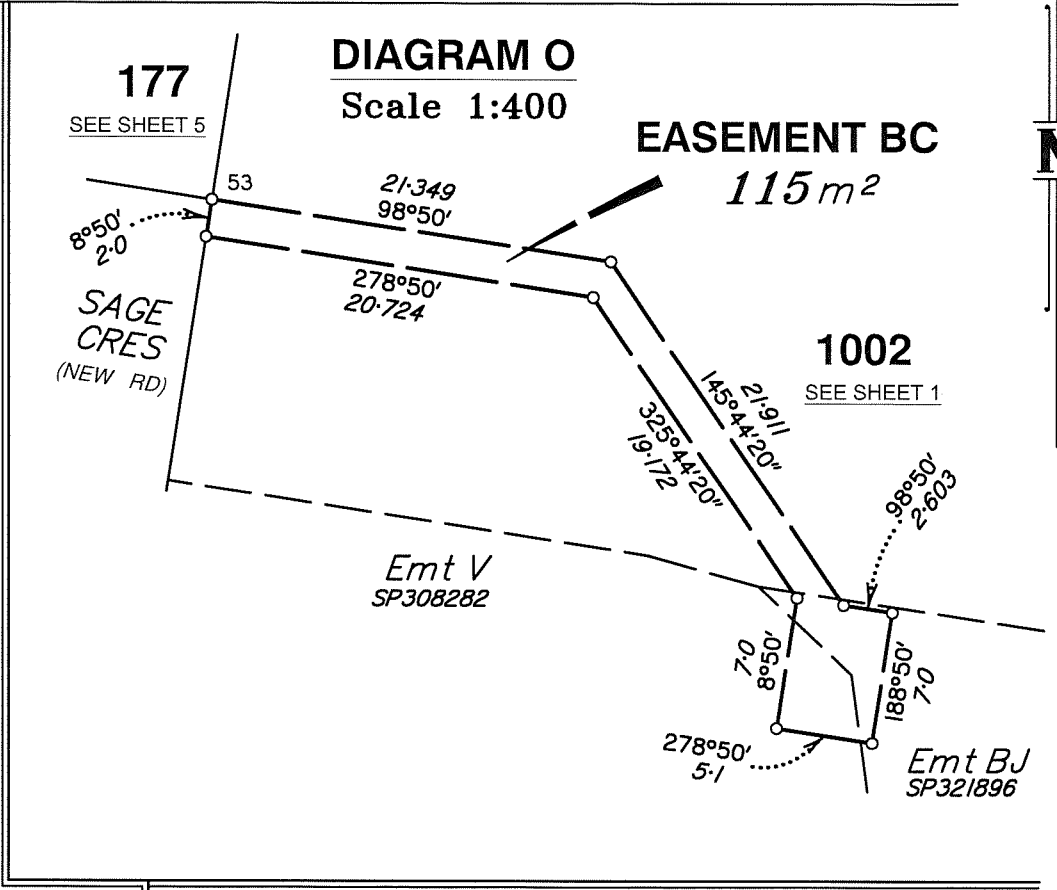 DIAGRAM O
Scale 1:400
177
SEE SHEET 5
EASEMENT BC
115 m²
53
21·349
98°50'
8°50'
2·0
278°50'
20·724
SAGE
CRES
(NEW RD)
1002
SEE SHEET 1
21·911
145°44'20"
325°44'20"
19·172
98°50'
2·603
Emt V
SP308282
7·0
8°50'
188°50'
7·0
278°50'
5·1
Emt BJ
SP321896